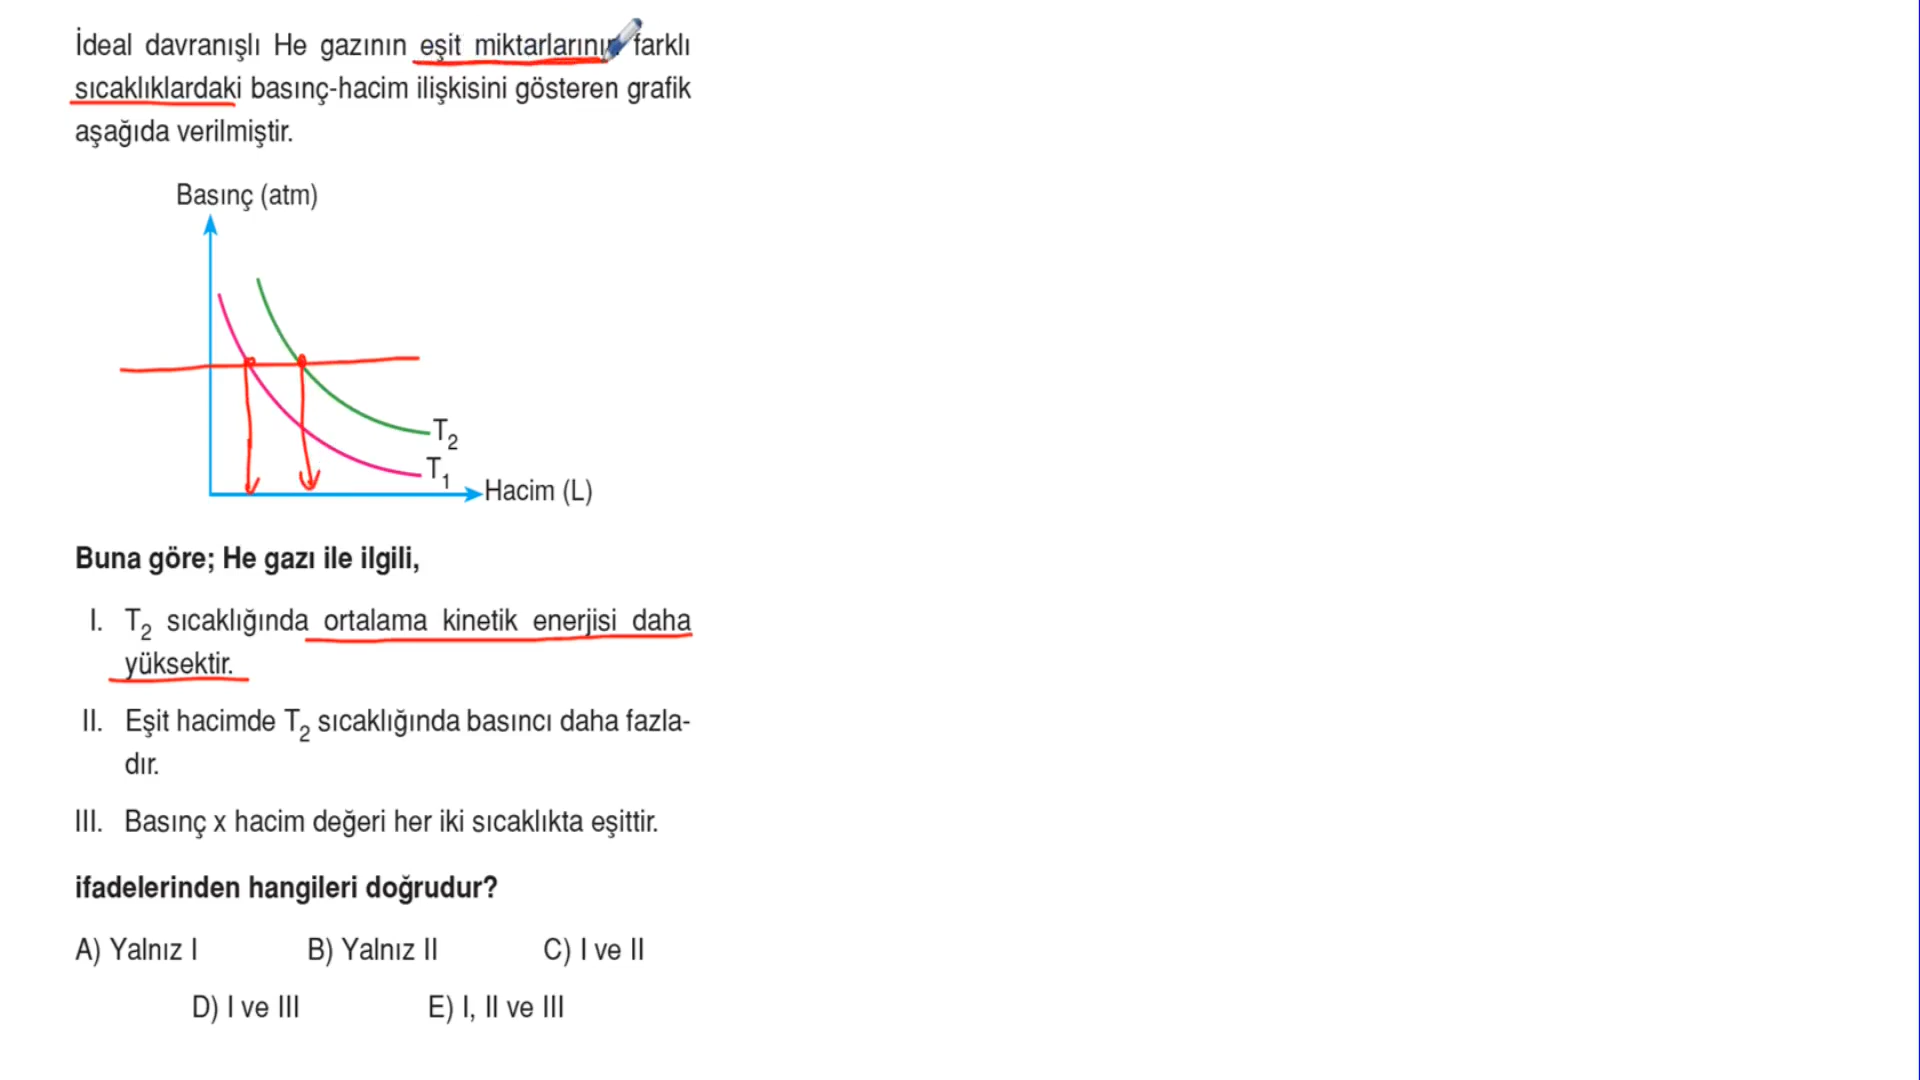 İdeal davranışlı He gazının eşit miktarlarının farklı
sıcaklıklardaki basınç-hacim ilişkisini gösteren grafik
aşağıda verilmiştir.
Basınç (atm)
T2
T1
Hacim (L)
Buna göre; He gazı ile ilgili,
I. T2 sıcaklığında ortalama kinetik enerjisi daha
yüksektir.
II. Eşit hacimde T2 sıcaklığında basıncı daha fazla-
dır.
III. Basınç x hacim değeri her iki sıcaklıkta eşittir.
ifadelerinden hangileri doğrudur?
A) Yalnız I B) Yalnız II C) I ve II
D) I ve III E) I, II ve III